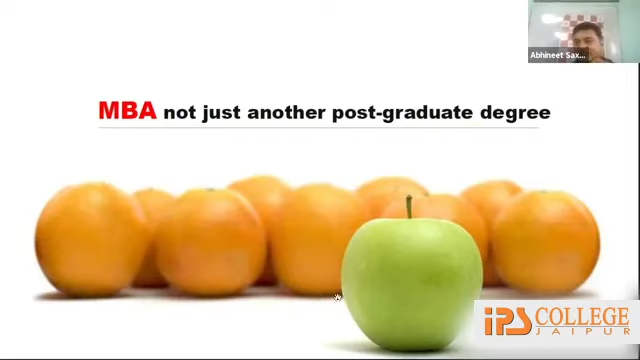 Abhineet Sax...
MBA not just another post-graduate degree
iPS COLLEGE
JAIPUR